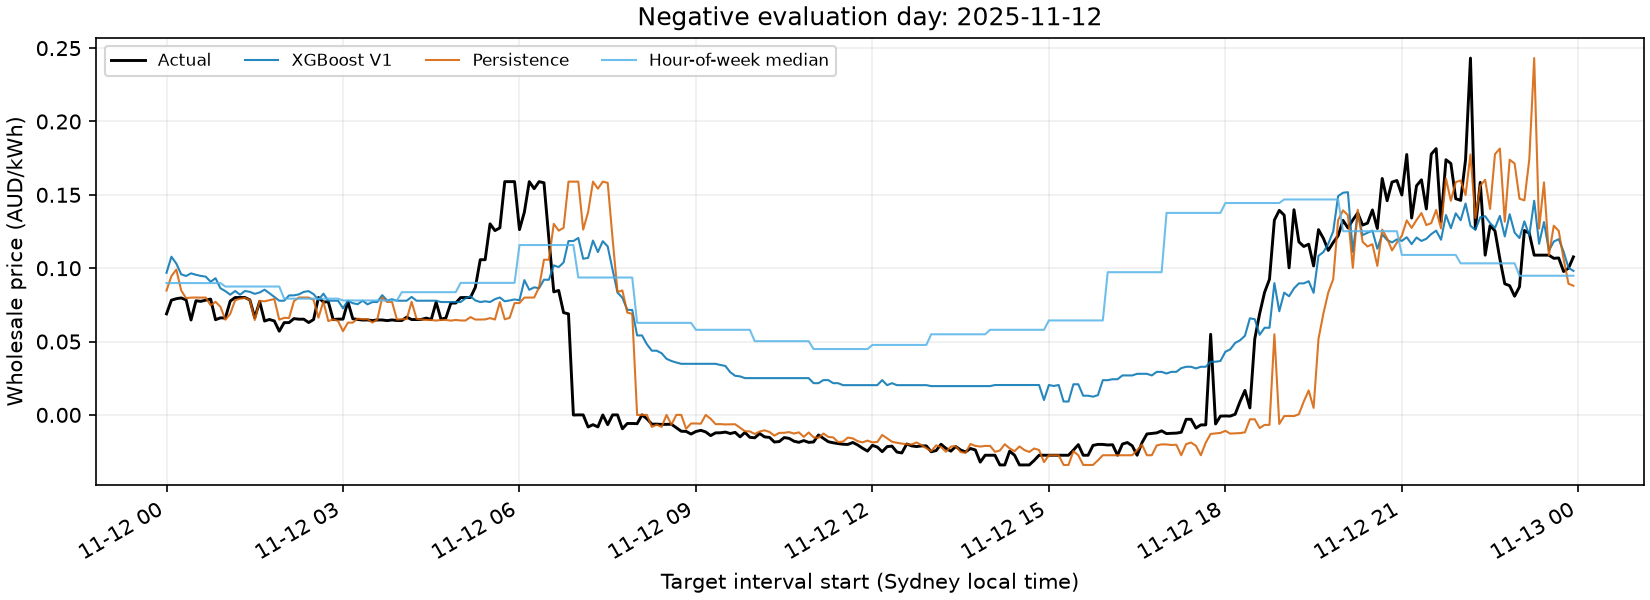 Negative evaluation day: 2025-11-12
Actual XGBoost V1 Persistence Hour-of-week median
Wholesale price (AUD/kWh)
0.25
0.20
0.15
0.10
0.05
0.00
11-12 00 11-12 03 11-12 06 11-12 09 11-12 12 11-12 15 11-12 18 11-12 21 11-13 00
Target interval start (Sydney local time)